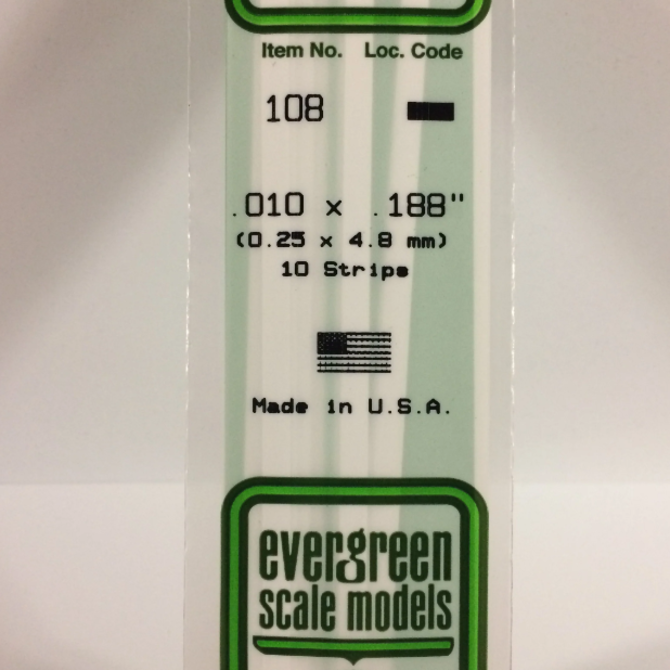 Item No. Loc. Code
108
.010 x .188"
(0.25 x 4.8 mm)
10 Strips
Made in U.S.A.
evergreen
scale models